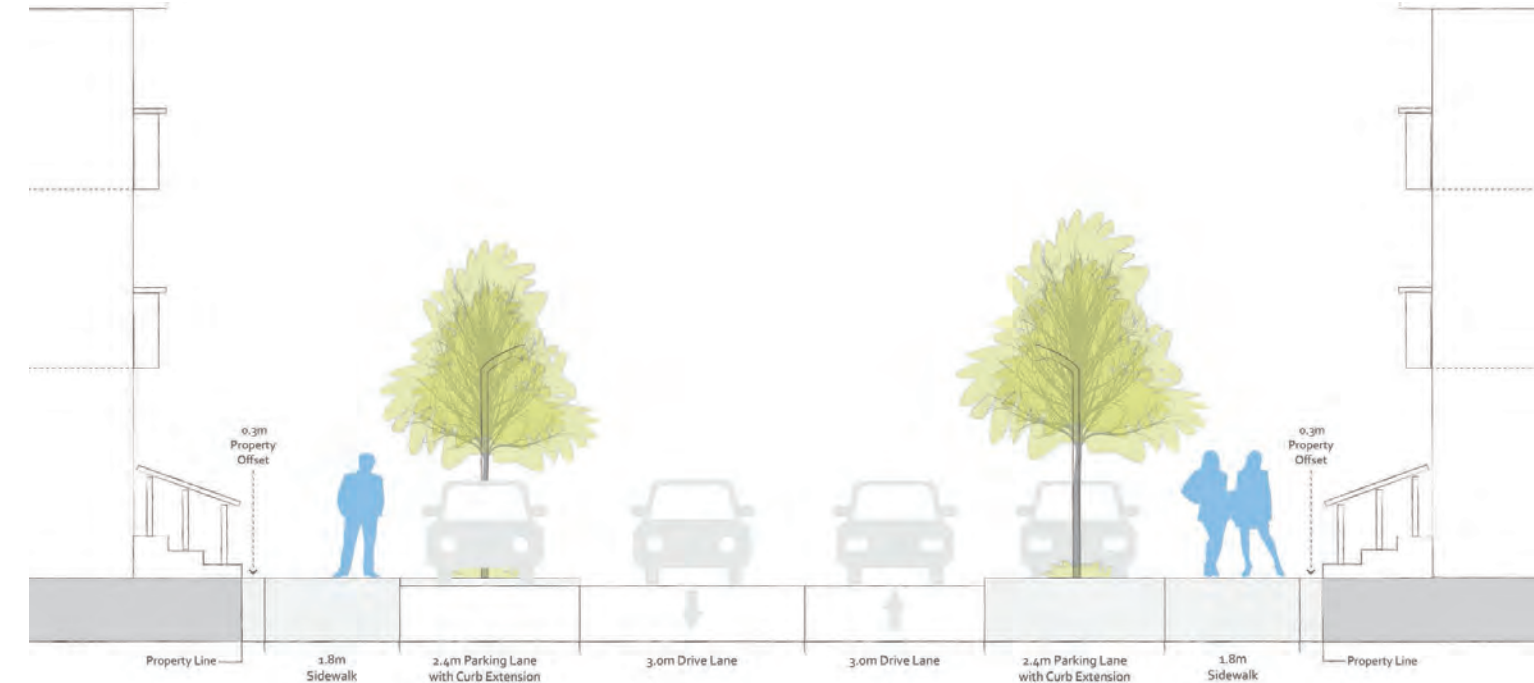 0.3m
Property
Offset
0.3m
Property
Offset
Property Line
1.8m
Sidewalk
2.4m Parking Lane
with Curb Extension
3.0m Drive Lane
3.0m Drive Lane
2.4m Parking Lane
with Curb Extension
1.8m
Sidewalk
Property Line